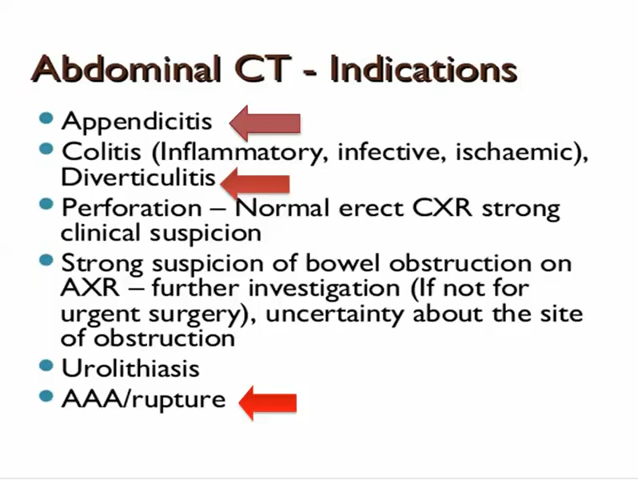 Abdominal CT - Indications
Appendicitis
Colitis (Inflammatory, infective, ischaemic),
Diverticulitis
Perforation – Normal erect CXR strong
clinical suspicion
Strong suspicion of bowel obstruction on
AXR – further investigation (If not for
urgent surgery), uncertainty about the site
of obstruction
Urolithiasis
AAA/rupture